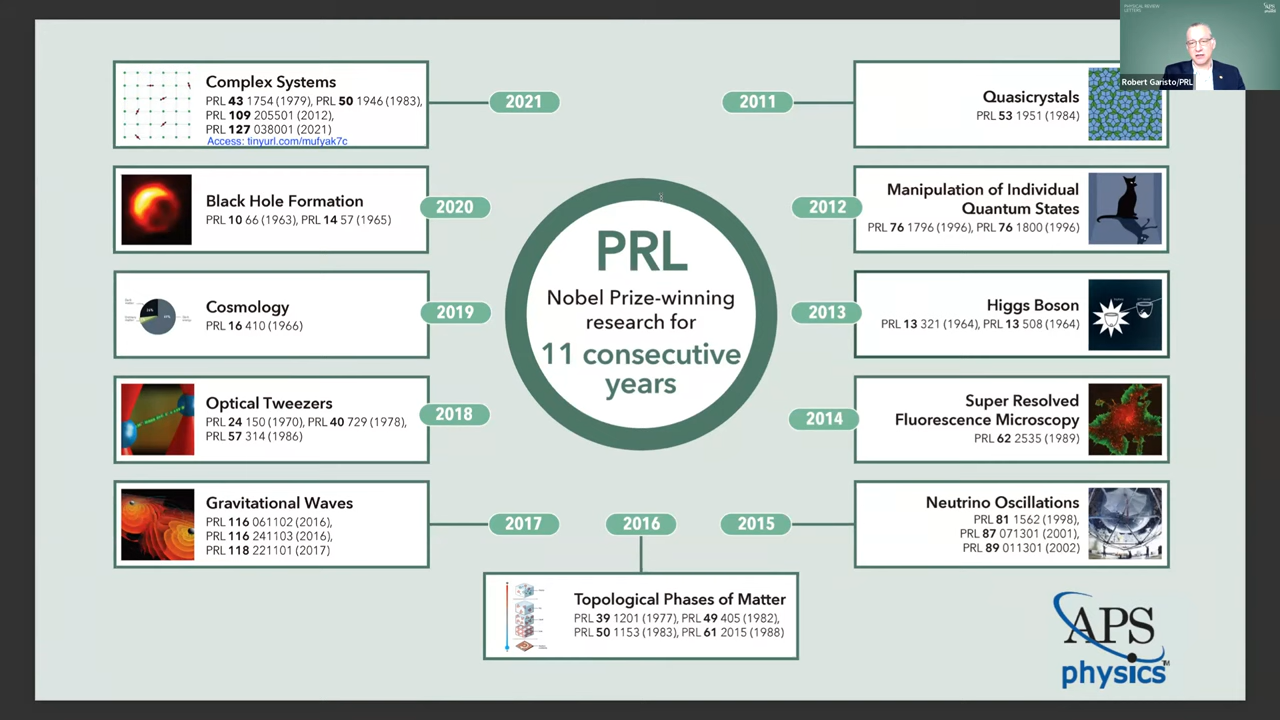 PHYSICAL REVIEW
LETTERS
APS
Robert Garisto/PRL
Complex Systems
PRL 43 1754 (1979), PRL 50 1946 (1983),
PRL 109 205501 (2012),
PRL 127 038001 (2021)
Access: tinyurl.com/mufyak7c
2021
Black Hole Formation
PRL 10 66 (1963), PRL 14 57 (1965)
2020
Cosmology
PRL 16 410 (1966)
2019
Optical Tweezers
PRL 24 150 (1970), PRL 40 729 (1978),
PRL 57 314 (1986)
2018
Gravitational Waves
PRL 116 061102 (2016),
PRL 116 241103 (2016),
PRL 118 221101 (2017)
2017
PRL
Nobel Prize-winning
research for
11 consecutive
years
2016
Topological Phases of Matter
PRL 39 1201 (1977), PRL 49 405 (1982),
PRL 50 1153 (1983), PRL 61 2015 (1988)
2011
Quasicrystals
PRL 53 1951 (1984)
2012
Manipulation of Individual
Quantum States
PRL 76 1796 (1996), PRL 76 1800 (1996)
2013
Higgs Boson
PRL 13 321 (1964), PRL 13 508 (1964)
2014
Super Resolved
Fluorescence Microscopy
PRL 62 2535 (1989)
2015
Neutrino Oscillations
PRL 81 1562 (1998),
PRL 87 071301 (2001),
PRL 89 011301 (2002)
APS
physics™